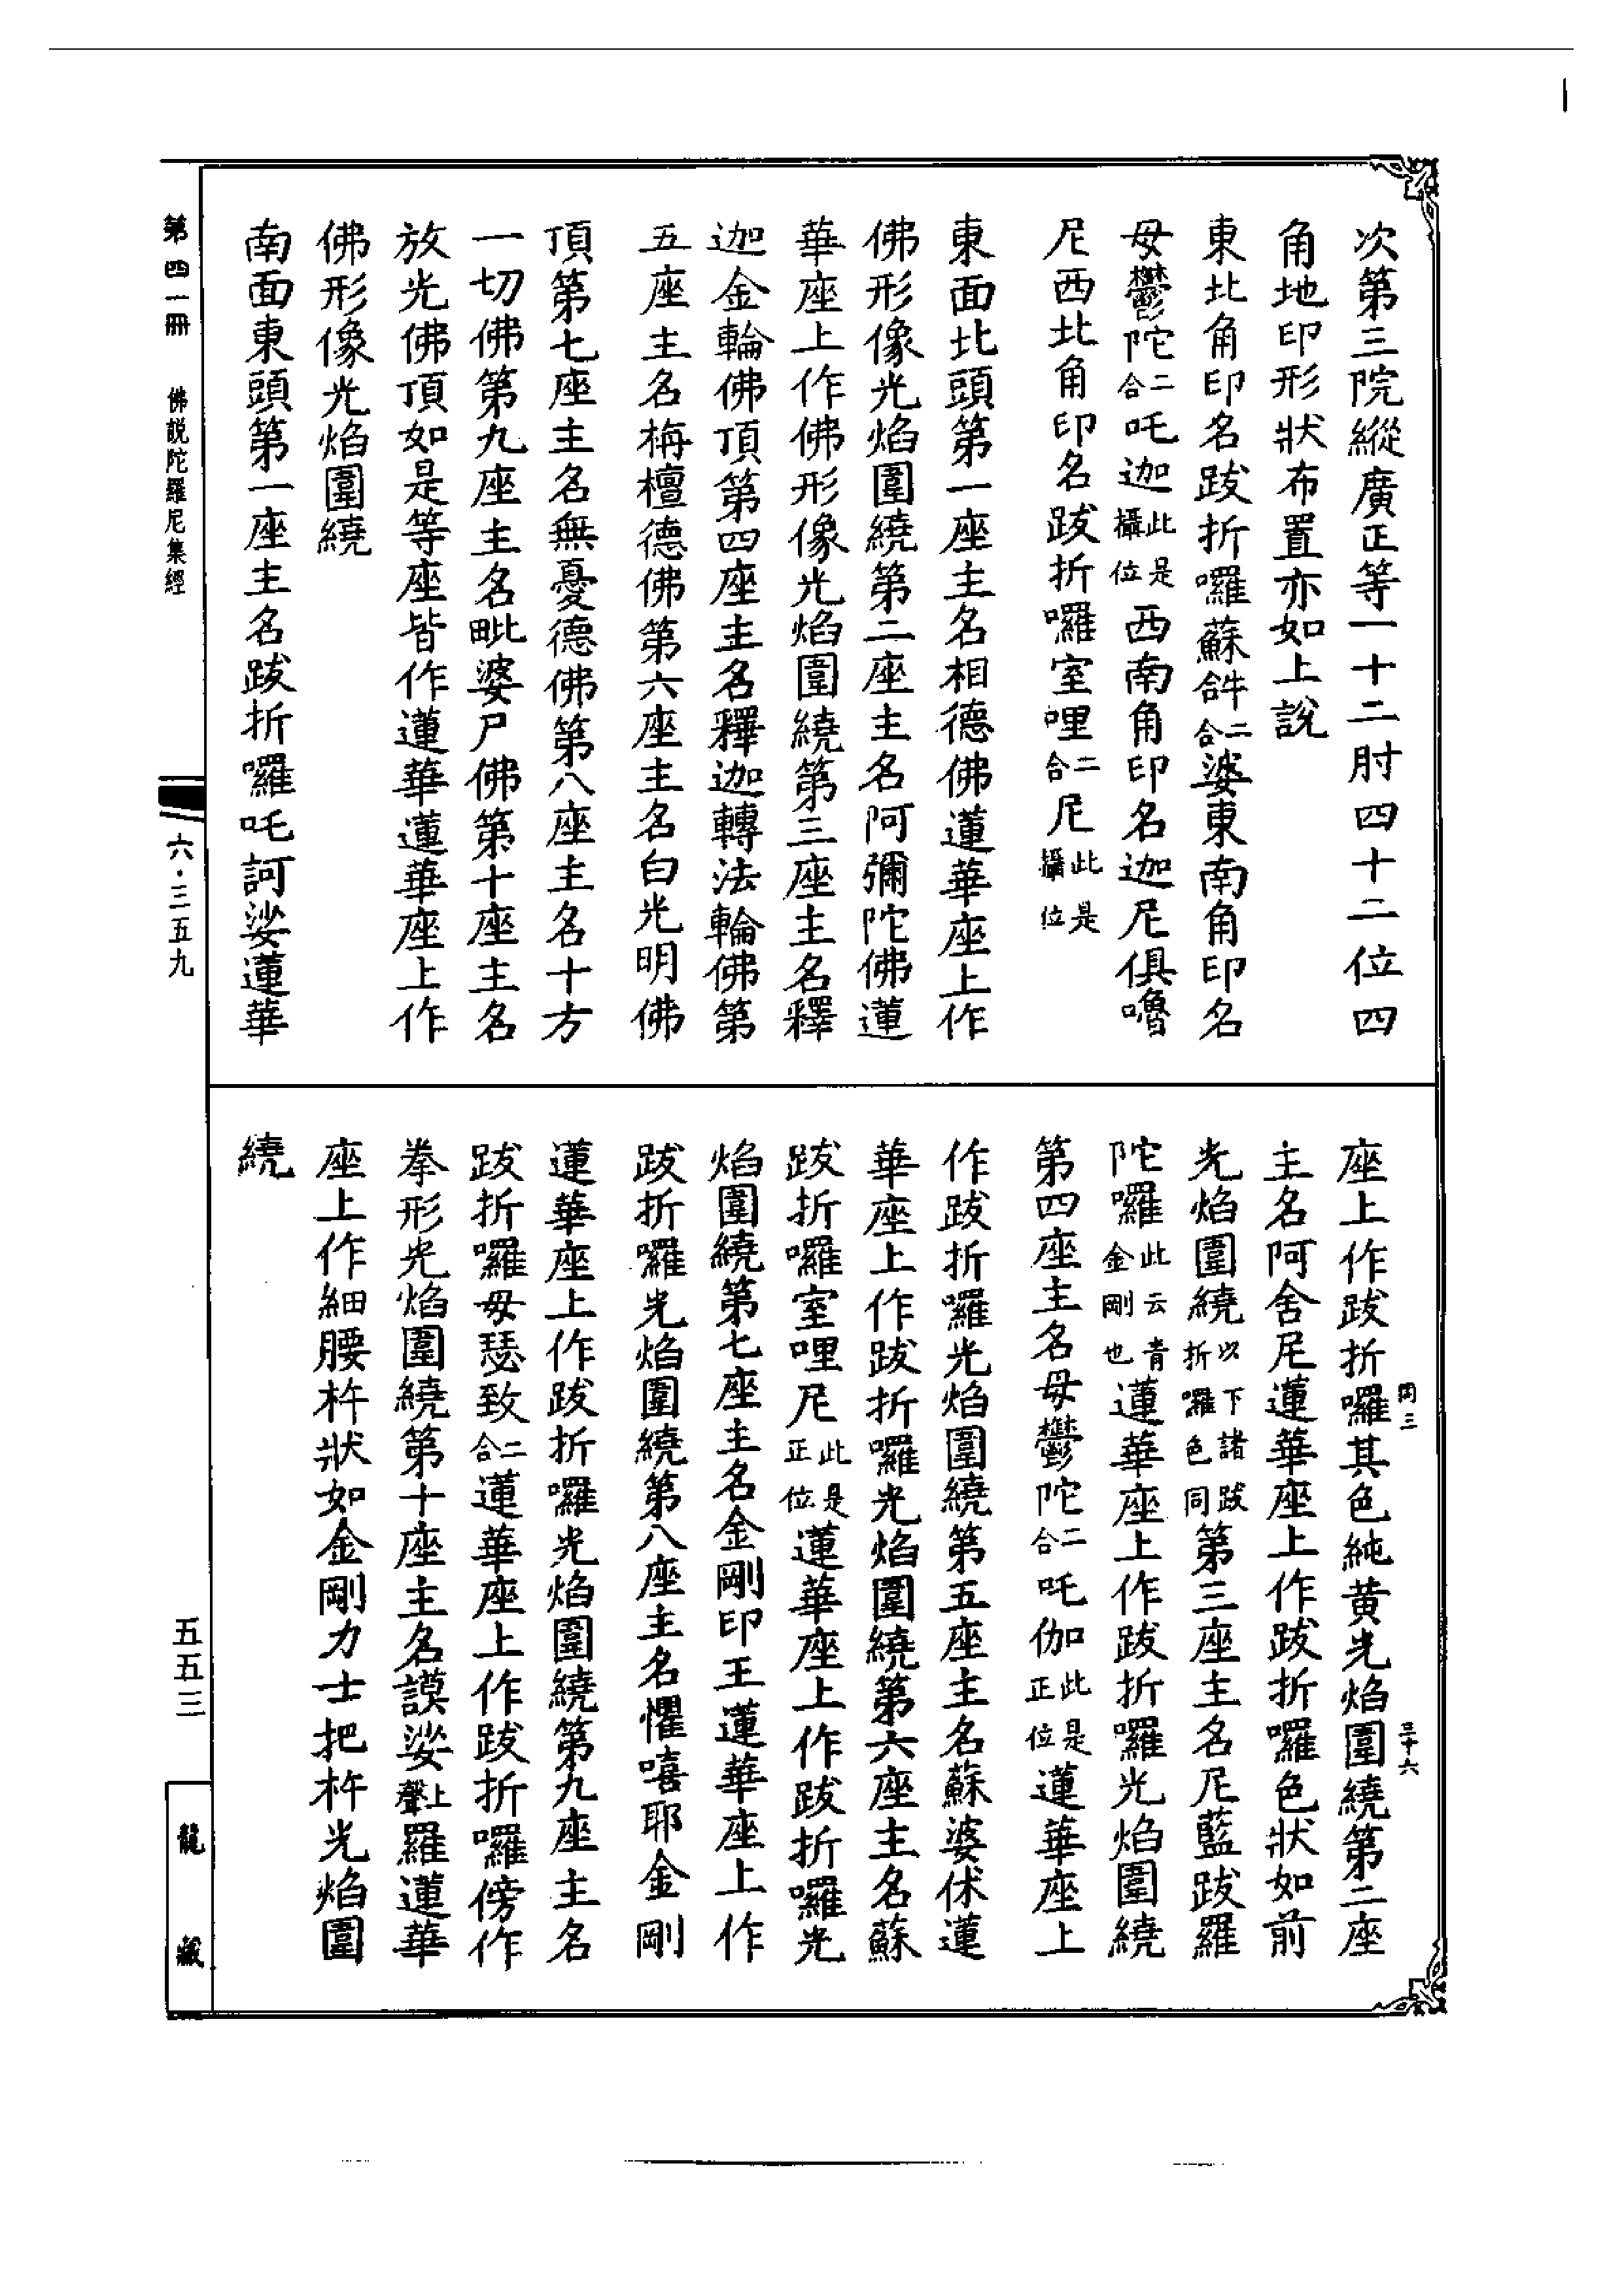 次第三院縱廣正等一十二肘四十二位四
角地印形狀布置亦如上說
東北角印名跋折囉蘇合牛二合婆東南角印名
母鬱陀二合吒迦此是攝位西南角印名迦尼俱嚕
尼西北角印名跋折囉室哩二合尼此是攝位
東面北頭第一座主名相德佛蓮華座上作
佛形像光焰圍繞第二座主名阿彌陀佛蓮
華座上作佛形像光焰圍繞第三座主名釋
迦金輪佛頂第四座主名釋迦轉法輪佛第
五座主名栴檀德佛第六座主名白光明佛
頂第七座主名無憂德佛第八座主名十方
一切佛第九座主名毗婆尸佛第十座主名
放光佛頂如是等座皆作蓮華蓮華座上作
佛形像光焰圍繞
南面東頭第一座主名跋折囉吒訶娑蓮華
座上作跋折囉其色純黃光焰圍繞第二座
主名阿舍尼蓮華座上作跋折囉色狀如前
光焰圍繞以下諸跋折囉色同第三座主名尼藍跋羅
陀囉此云青金剛也蓮華座上作跋折囉光焰圍繞
第四座主名母鬱陀二合吒伽此是正位蓮華座上
作跋折囉光焰圍繞第五座主名蘇婆休蓮
華座上作跋折囉光焰圍繞第六座主名蘇
跋折囉室哩尼此是正位蓮華座上作跋折囉光
焰圍繞第七座主名金剛印王蓮華座上作
跋折囉光焰圍繞第八座主名懼嘻耶金剛
蓮華座上作跋折囉光焰圍繞第九座主名
跋折囉母瑟致二合蓮華座上作跋折囉傍作
拳形光焰圍繞第十座主名謨娑上聲羅蓮華
座上作細腰杵狀如金剛力士把杵光焰圍
繞
三十六
第四一冊
佛說陀羅尼集經
六·三五九
五五三
龍藏